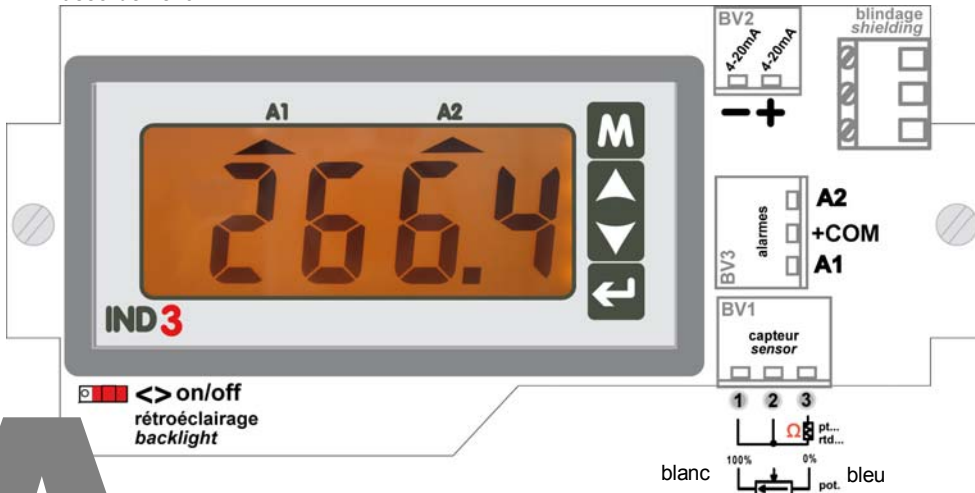 BV2
4-20mA 4-20mA
blindage
shielding
- +
A1 A2
266.4
M
IND3
alarmes
BV3
A2
+COM
A1
BV1
capteur
sensor
1 2 3
Ω pt...
rtd...
100% 0%
blanc bleu
pot.
<> on/off
rétroéclairage
backlight
A